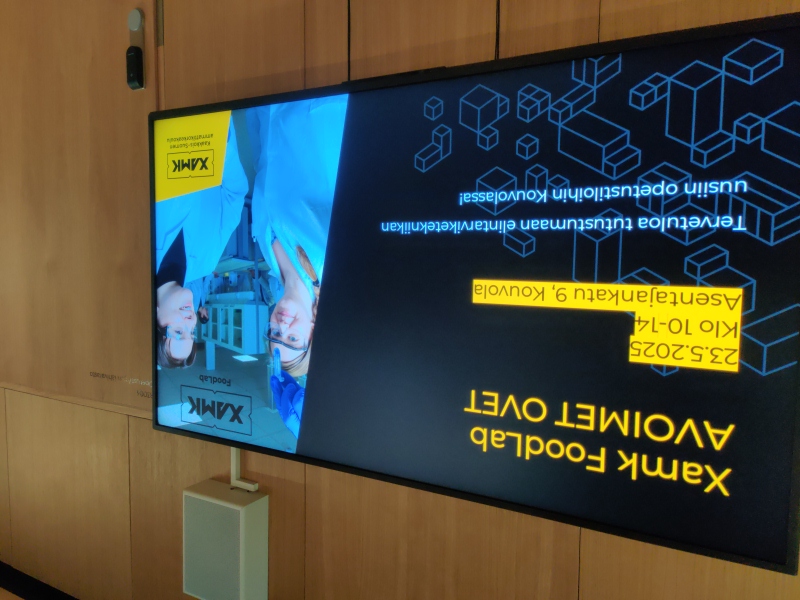 Xamk FoodLab
AVOIMET OVET
23.5.2025
Klo 10-14
Asentajankatu 9, Kouvola
Tervetuloa tutustumaan elintarviketekniikan
uusiin opetustiloihin Kouvolassa!
XAMK
FoodLab
XAMK
Kaakkois-Suomen
ammattikorkeakoulu